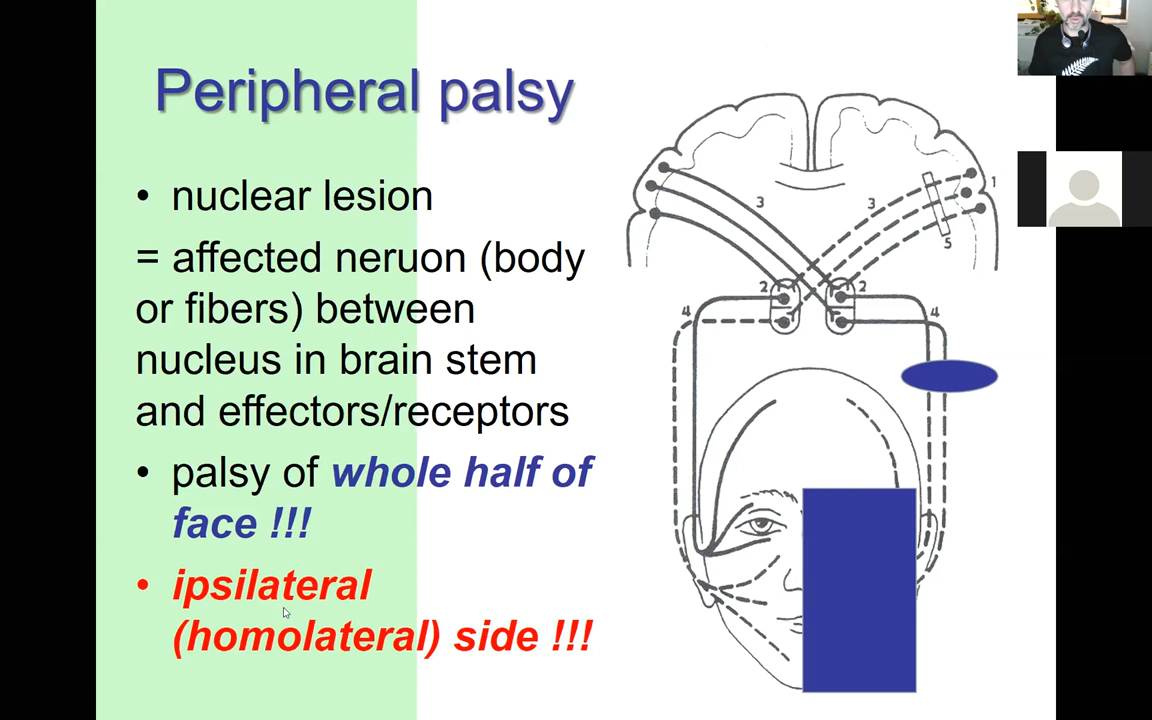 Peripheral palsy
• nuclear lesion
= affected neruon (body
or fibers) between
nucleus in brain stem
and effectors/receptors
• palsy of whole half of
face !!!
• ipsilateral
(homolateral) side !!!
1
3
3
5
2
2
4
4